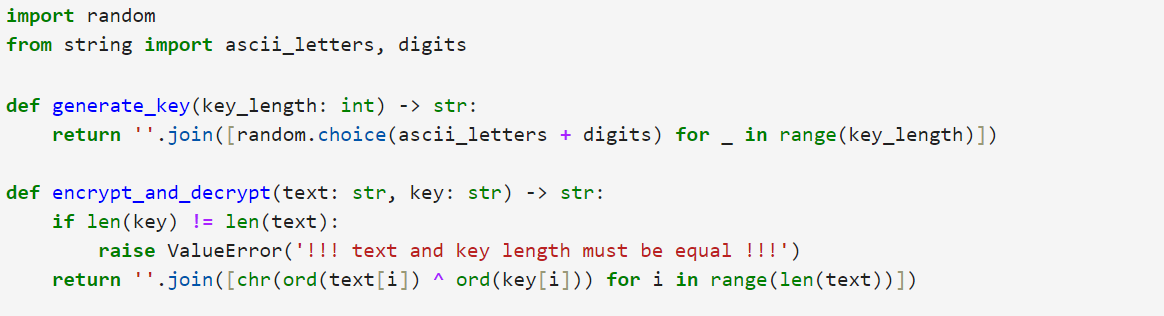 import random
from string import ascii_letters, digits

def generate_key(key_length: int) -> str:
    return ''.join([random.choice(ascii_letters + digits) for _ in range(key_length)])

def encrypt_and_decrypt(text: str, key: str) -> str:
    if len(key) != len(text):
        raise ValueError('!!! text and key length must be equal !!!')
    return ''.join([chr(ord(text[i]) ^ ord(key[i])) for i in range(len(text))])